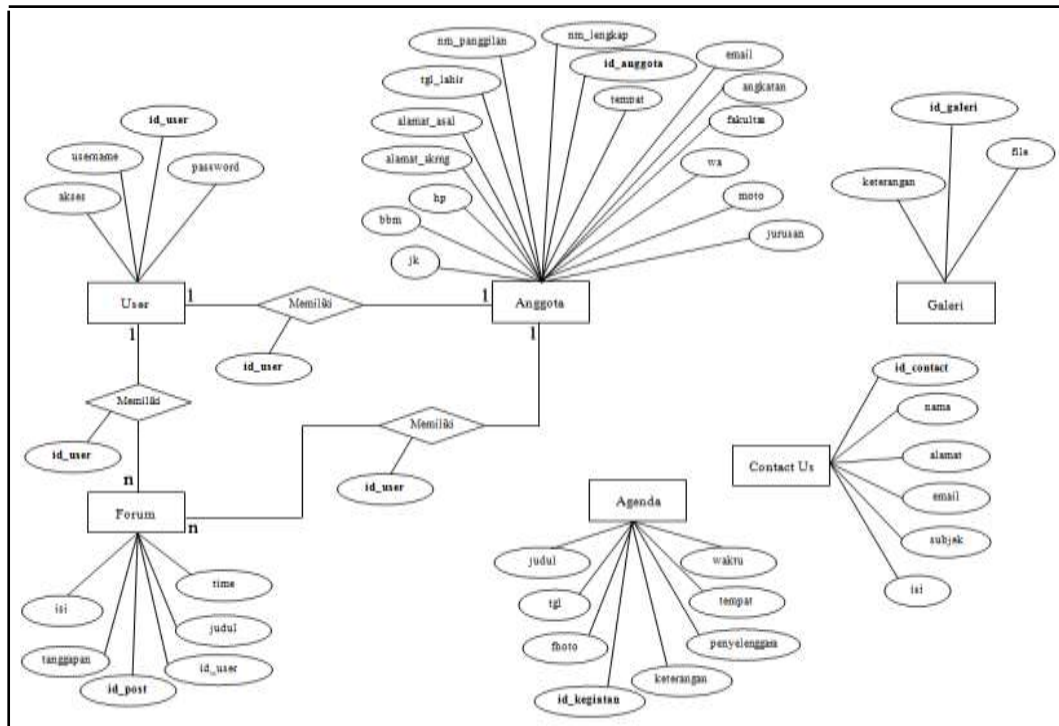 nm_panggilan
nm_lengkap
email
id_anggota
tgl_lahir
angkatan
tempat
id_galeri
alamat_asal
fakultas
id_user
file
username
password
alamat_skrng
wa
keterangan
akses
hp
moto
bbm
jurusan
jk
User
1
Memiliki
1
Anggota
Galeri
1
1
id_user
id_contact
Memiliki
nama
Memiliki
id_user
alamat
Contact Us
n
id_user
email
Forum
n
Agenda
subjek
judul
waktu
time
isi
isi
tgl
tempat
judul
fhoto
penyelenggara
tanggapan
id_user
keterangan
id_post
id_kegiatan